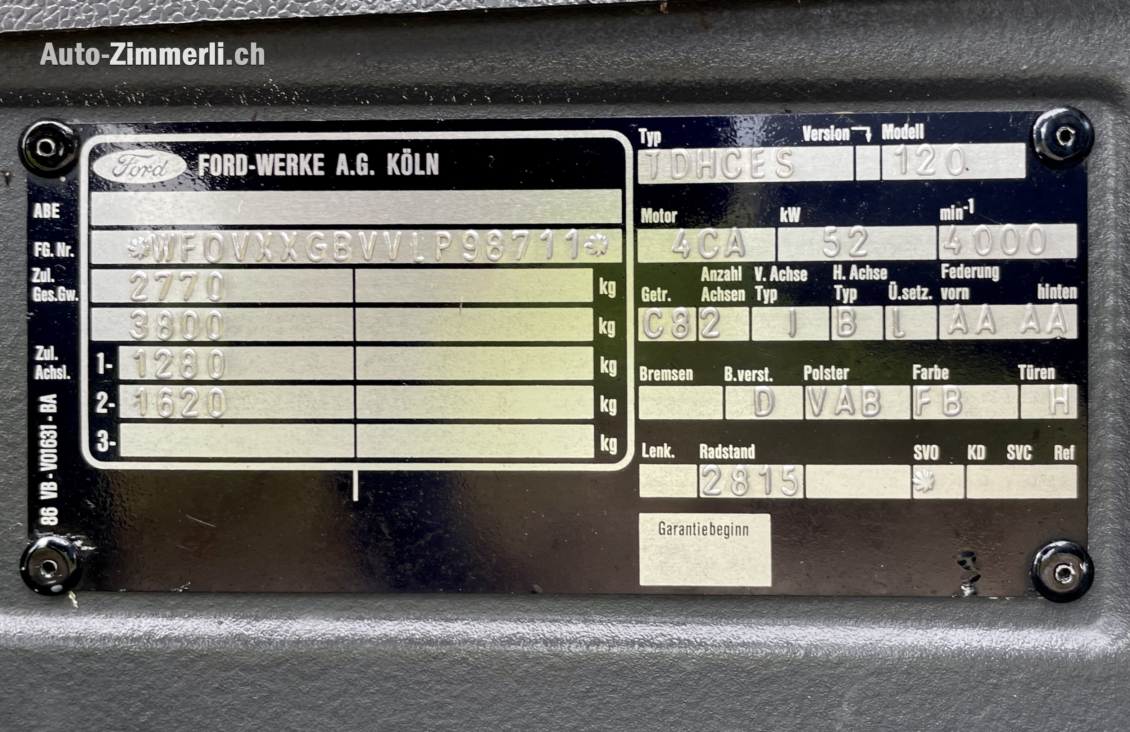 Auto-Zimmerli.ch
Ford FORD-WERKE A.G. KÖLN
ABE
FG. Nr. *WF0VXXGBVVLP98711*
Zul. Ges.Gw. 2770 kg
3800 kg
Zul. Achsl. 1- 1280 kg
2- 1620 kg
3- kg
86 VB - V01631 - BA
Typ Version Modell
TDHCES 120
Motor kW min-1
4CA 52 4000
Getr. Anzahl Achsen V. Achse Typ H. Achse Typ Ü.setz. Federung vorn hinten
C8 2 I B L AA AA
Bremsen B.verst. Polster Farbe Türen
D VAB FB H
Lenk. Radstand SVO KD SVC Ref
2815 *
Garantiebeginn